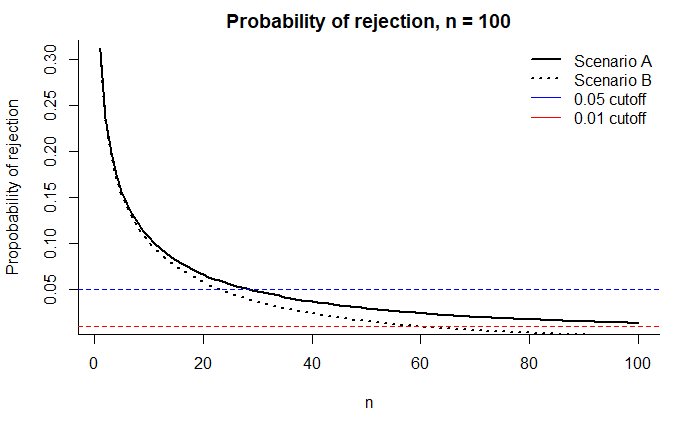 Probability of rejection, n = 100
Propobability of rejection
0.30
0.25
0.20
0.15
0.10
0.05
Scenario A
Scenario B
0.05 cutoff
0.01 cutoff
0 20 40 60 80 100
n